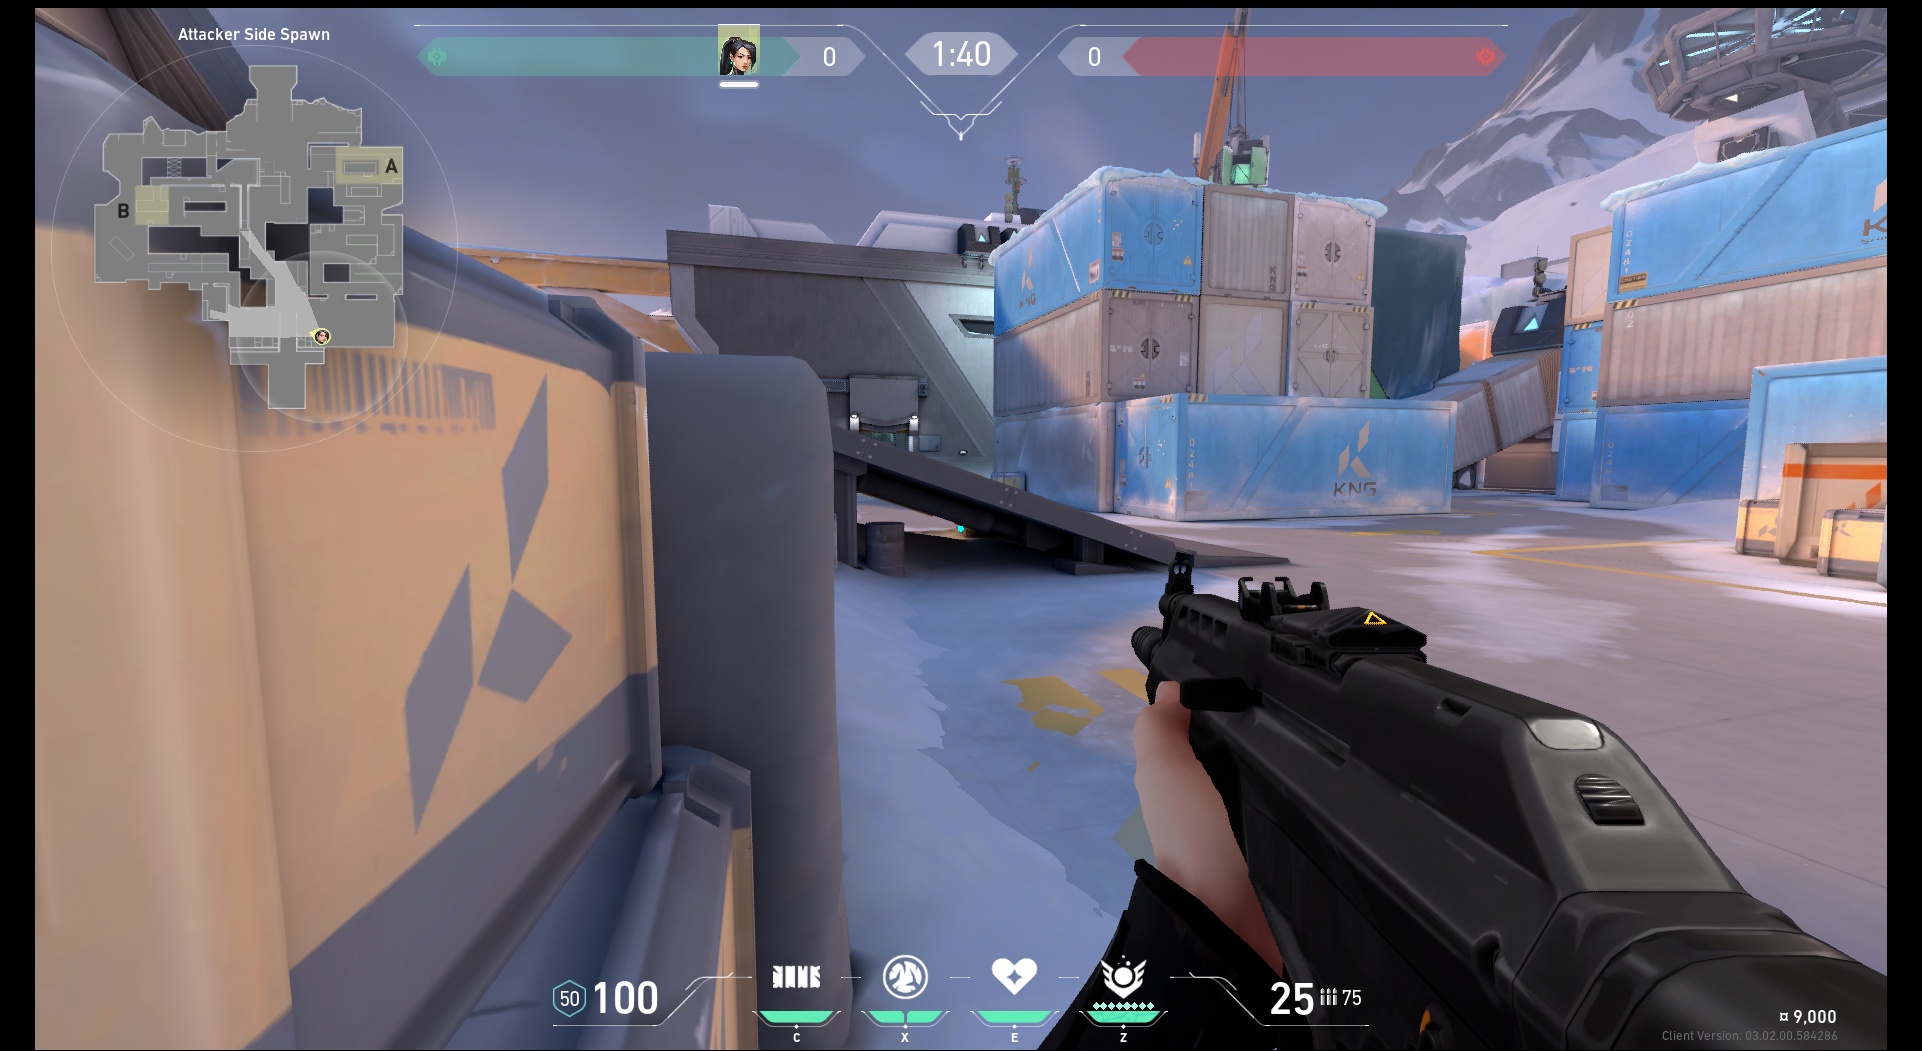 Attacker Side Spawn
0
1:40
0
A
B
KNG
50
100
C
X
E
Z
25
75
¤ 9,000
Client Version: 03.02.00.584286